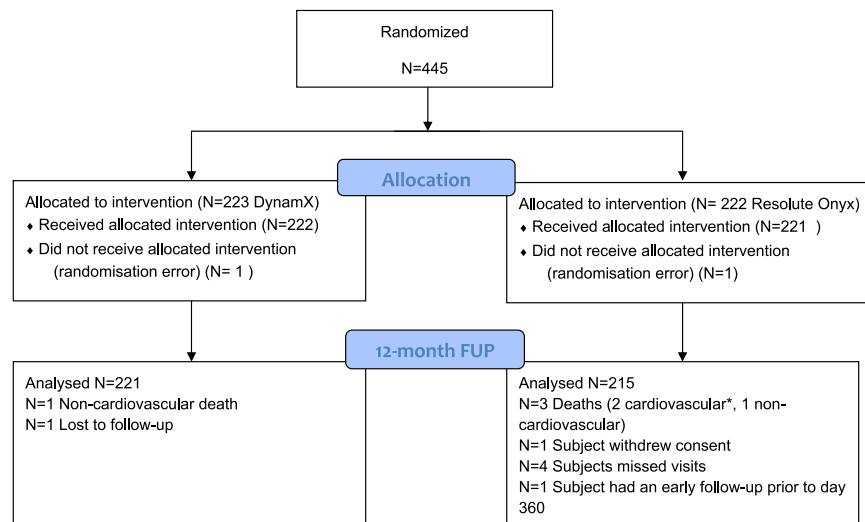 Randomized
N=445
Allocation
Allocated to intervention (N=223 DynamX)
♦ Received allocated intervention (N=222)
♦ Did not receive allocated intervention
(randomisation error) (N= 1 )
Allocated to intervention (N= 222 Resolute Onyx)
♦ Received allocated intervention (N=221 )
♦ Did not receive allocated intervention
(randomisation error) (N=1)
12-month FUP
Analysed N=221
N=1 Non-cardiovascular death
N=1 Lost to follow-up
Analysed N=215
N=3 Deaths (2 cardiovascular*, 1 non-
cardiovascular)
N=1 Subject withdrew consent
N=4 Subjects missed visits
N=1 Subject had an early follow-up prior to day
360